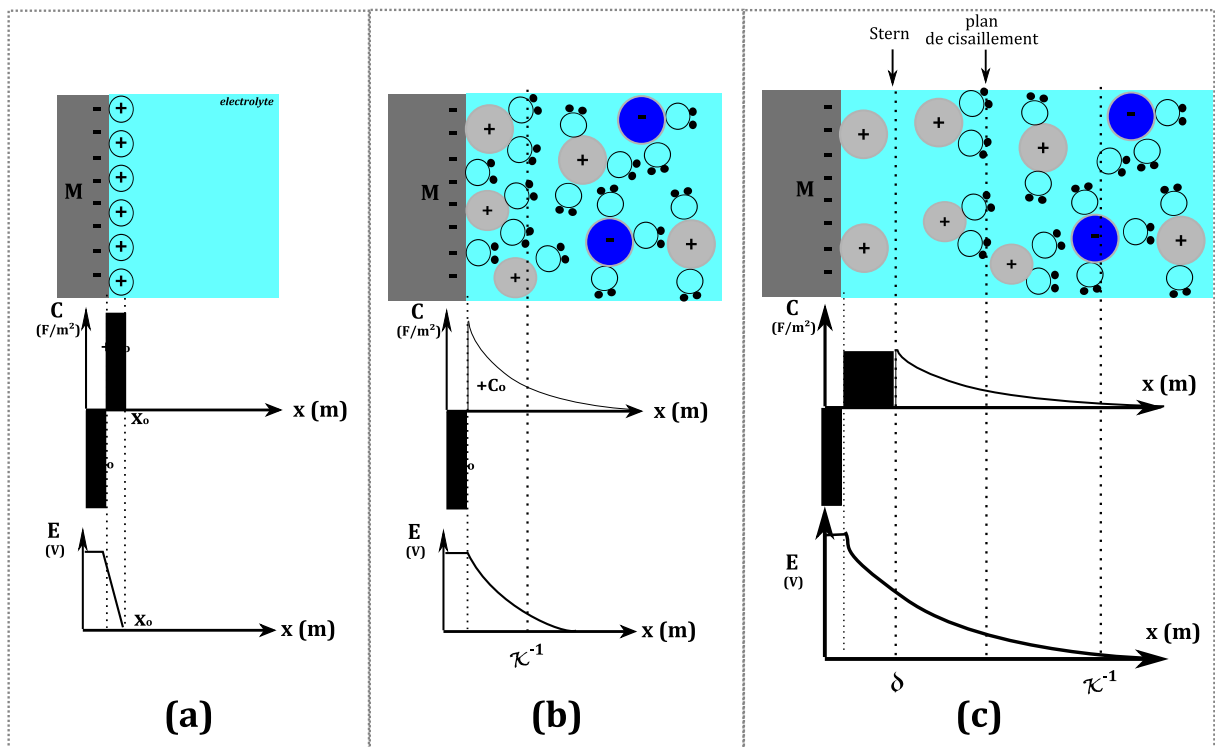 electrolyte
M
- - - - - - - -
+
+
+
+
+
+
C
(F/m²)
x (m)
xₒ
E
(V)
xₒ
x (m)
(a)
M
- - - - - - - - - -
+
+
+
+
+
-
-
C
(F/m²)
+Cₒ
x (m)
E
(V)
x (m)
𝒦⁻¹
(b)
Stern
plan
de cisaillement
M
- - - - - - - - - -
+
+
+
+
+
+
+
-
-
C
(F/m²)
x (m)
E
(V)
x (m)
δ
𝒦⁻¹
(c)